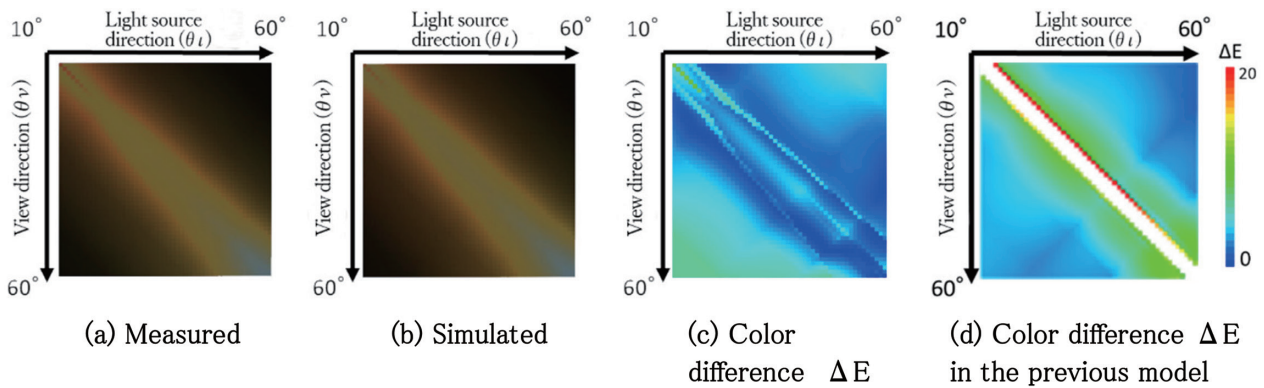 10°
Light source
direction (θι)
60°
View direction (θν)
60°
(a) Measured
10°
Light source
direction (θι)
60°
View direction (θν)
60°
(b) Simulated
10°
Light source
direction (θι)
60°
View direction (θν)
60°
(c) Color
difference ΔE
10°
Light source
direction (θι)
60°
View direction (θν)
60°
ΔE
20
0
(d) Color difference ΔE
in the previous model